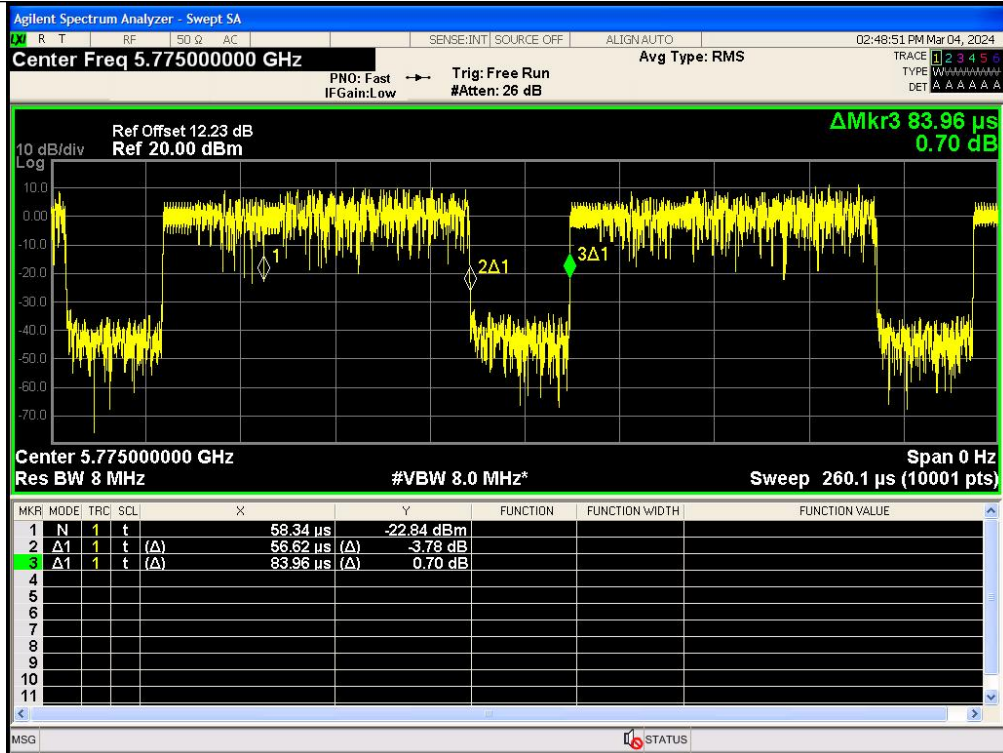 Agilent Spectrum Analyzer - Swept SA
LXI R T RF 50 Ω AC SENSE:INT SOURCE OFF ALIGN AUTO 02:48:51 PM Mar 04, 2024
Center Freq 5.775000000 GHz
Avg Type: RMS
TRACE 1 2 3 4 5 6
PNO: Fast Trig: Free Run
TYPE W
IFGain:Low #Atten: 26 dB
DET A A A A A A
ΔMkr3 83.96 µs
0.70 dB
Ref Offset 12.23 dB
10 dB/div Ref 20.00 dBm
Log
10.0
0.00
-10.0
1
2Δ1
3Δ1
-20.0
-30.0
-40.0
-50.0
-60.0
-70.0
Center 5.775000000 GHz Span 0 Hz
Res BW 8 MHz #VBW 8.0 MHz* Sweep 260.1 µs (10001 pts)
MKR MODE TRC SCL X Y FUNCTION FUNCTION WIDTH FUNCTION VALUE
1 N 1 t 58.34 µs -22.84 dBm
2 Δ1 1 t (Δ) 56.62 µs (Δ) -3.78 dB
3 Δ1 1 t (Δ) 83.96 µs (Δ) 0.70 dB
4
5
6
7
8
9
10
11
MSG STATUS